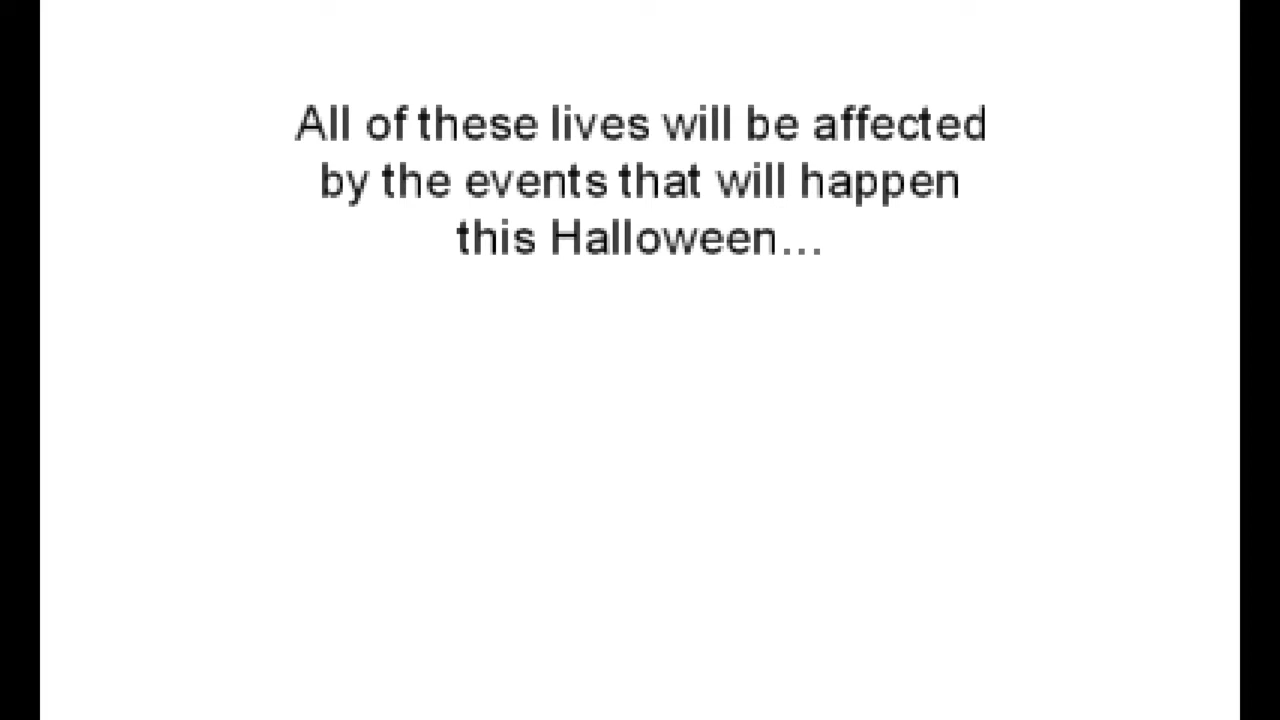 All of these lives will be affected
by the events that will happen
this Halloween...